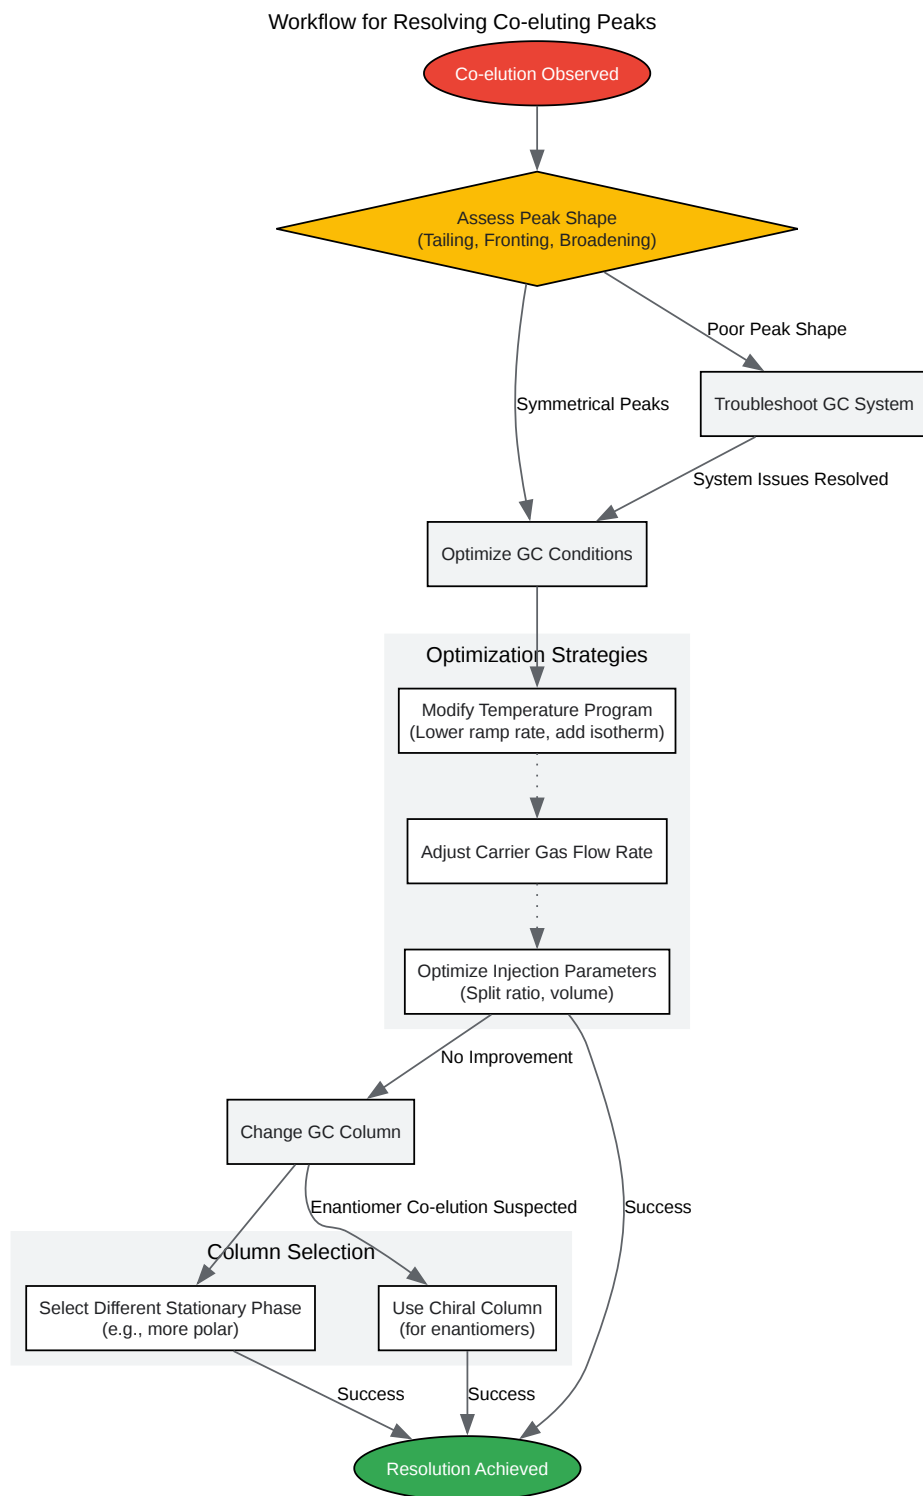 Workflow for Resolving Co-eluting Peaks
Co-elution Observed
Assess Peak Shape
(Tailing, Fronting, Broadening)
Poor Peak Shape
Symmetrical Peaks
Troubleshoot GC System
System Issues Resolved
Optimize GC Conditions
Optimization Strategies
Modify Temperature Program
(Lower ramp rate, add isotherm)
Adjust Carrier Gas Flow Rate
Optimize Injection Parameters
(Split ratio, volume)
No Improvement
Change GC Column
Enantiomer Co-elution Suspected
Success
Column Selection
Select Different Stationary Phase
(e.g., more polar)
Use Chiral Column
(for enantiomers)
Success
Success
Resolution Achieved